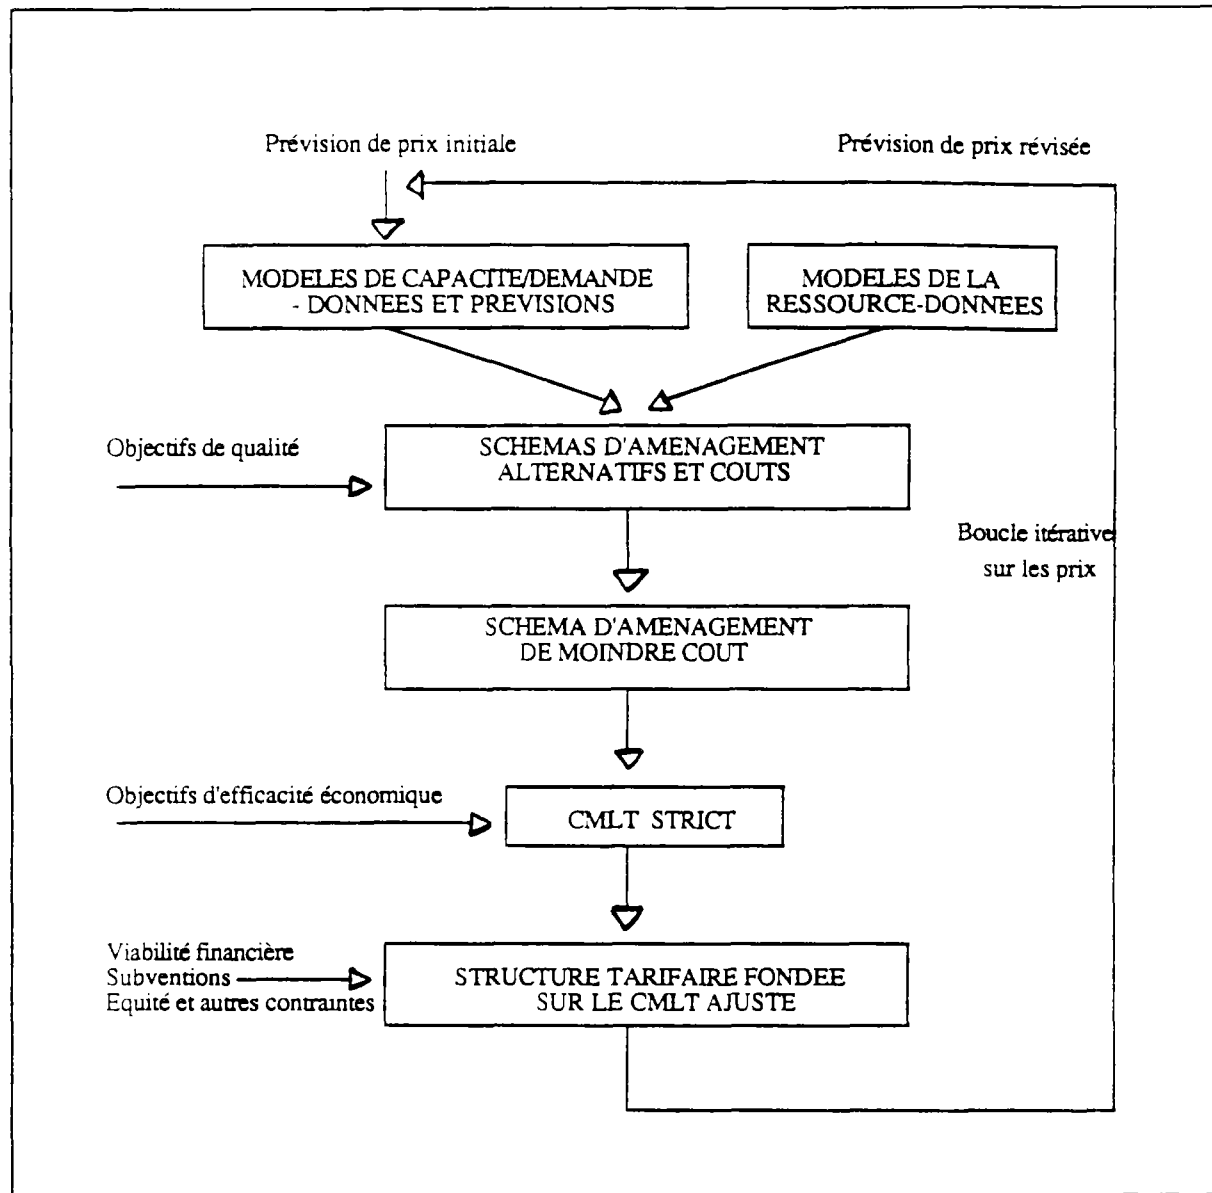 Prévision de prix initiale
Prévision de prix révisée
MODELES DE CAPACITE/DEMANDE
- DONNEES ET PREVISIONS
MODELES DE LA
RESSOURCE-DONNEES
Objectifs de qualité
SCHEMAS D'AMENAGEMENT
ALTERNATIFS ET COUTS
Boucle itérative
sur les prix
SCHEMA D'AMENAGEMENT
DE MOINDRE COUT
Objectifs d'efficacité économique
CMLT STRICT
Viabilité financière
Subventions
Equité et autres contraintes
STRUCTURE TARIFAIRE FONDEE
SUR LE CMLT AJUSTE